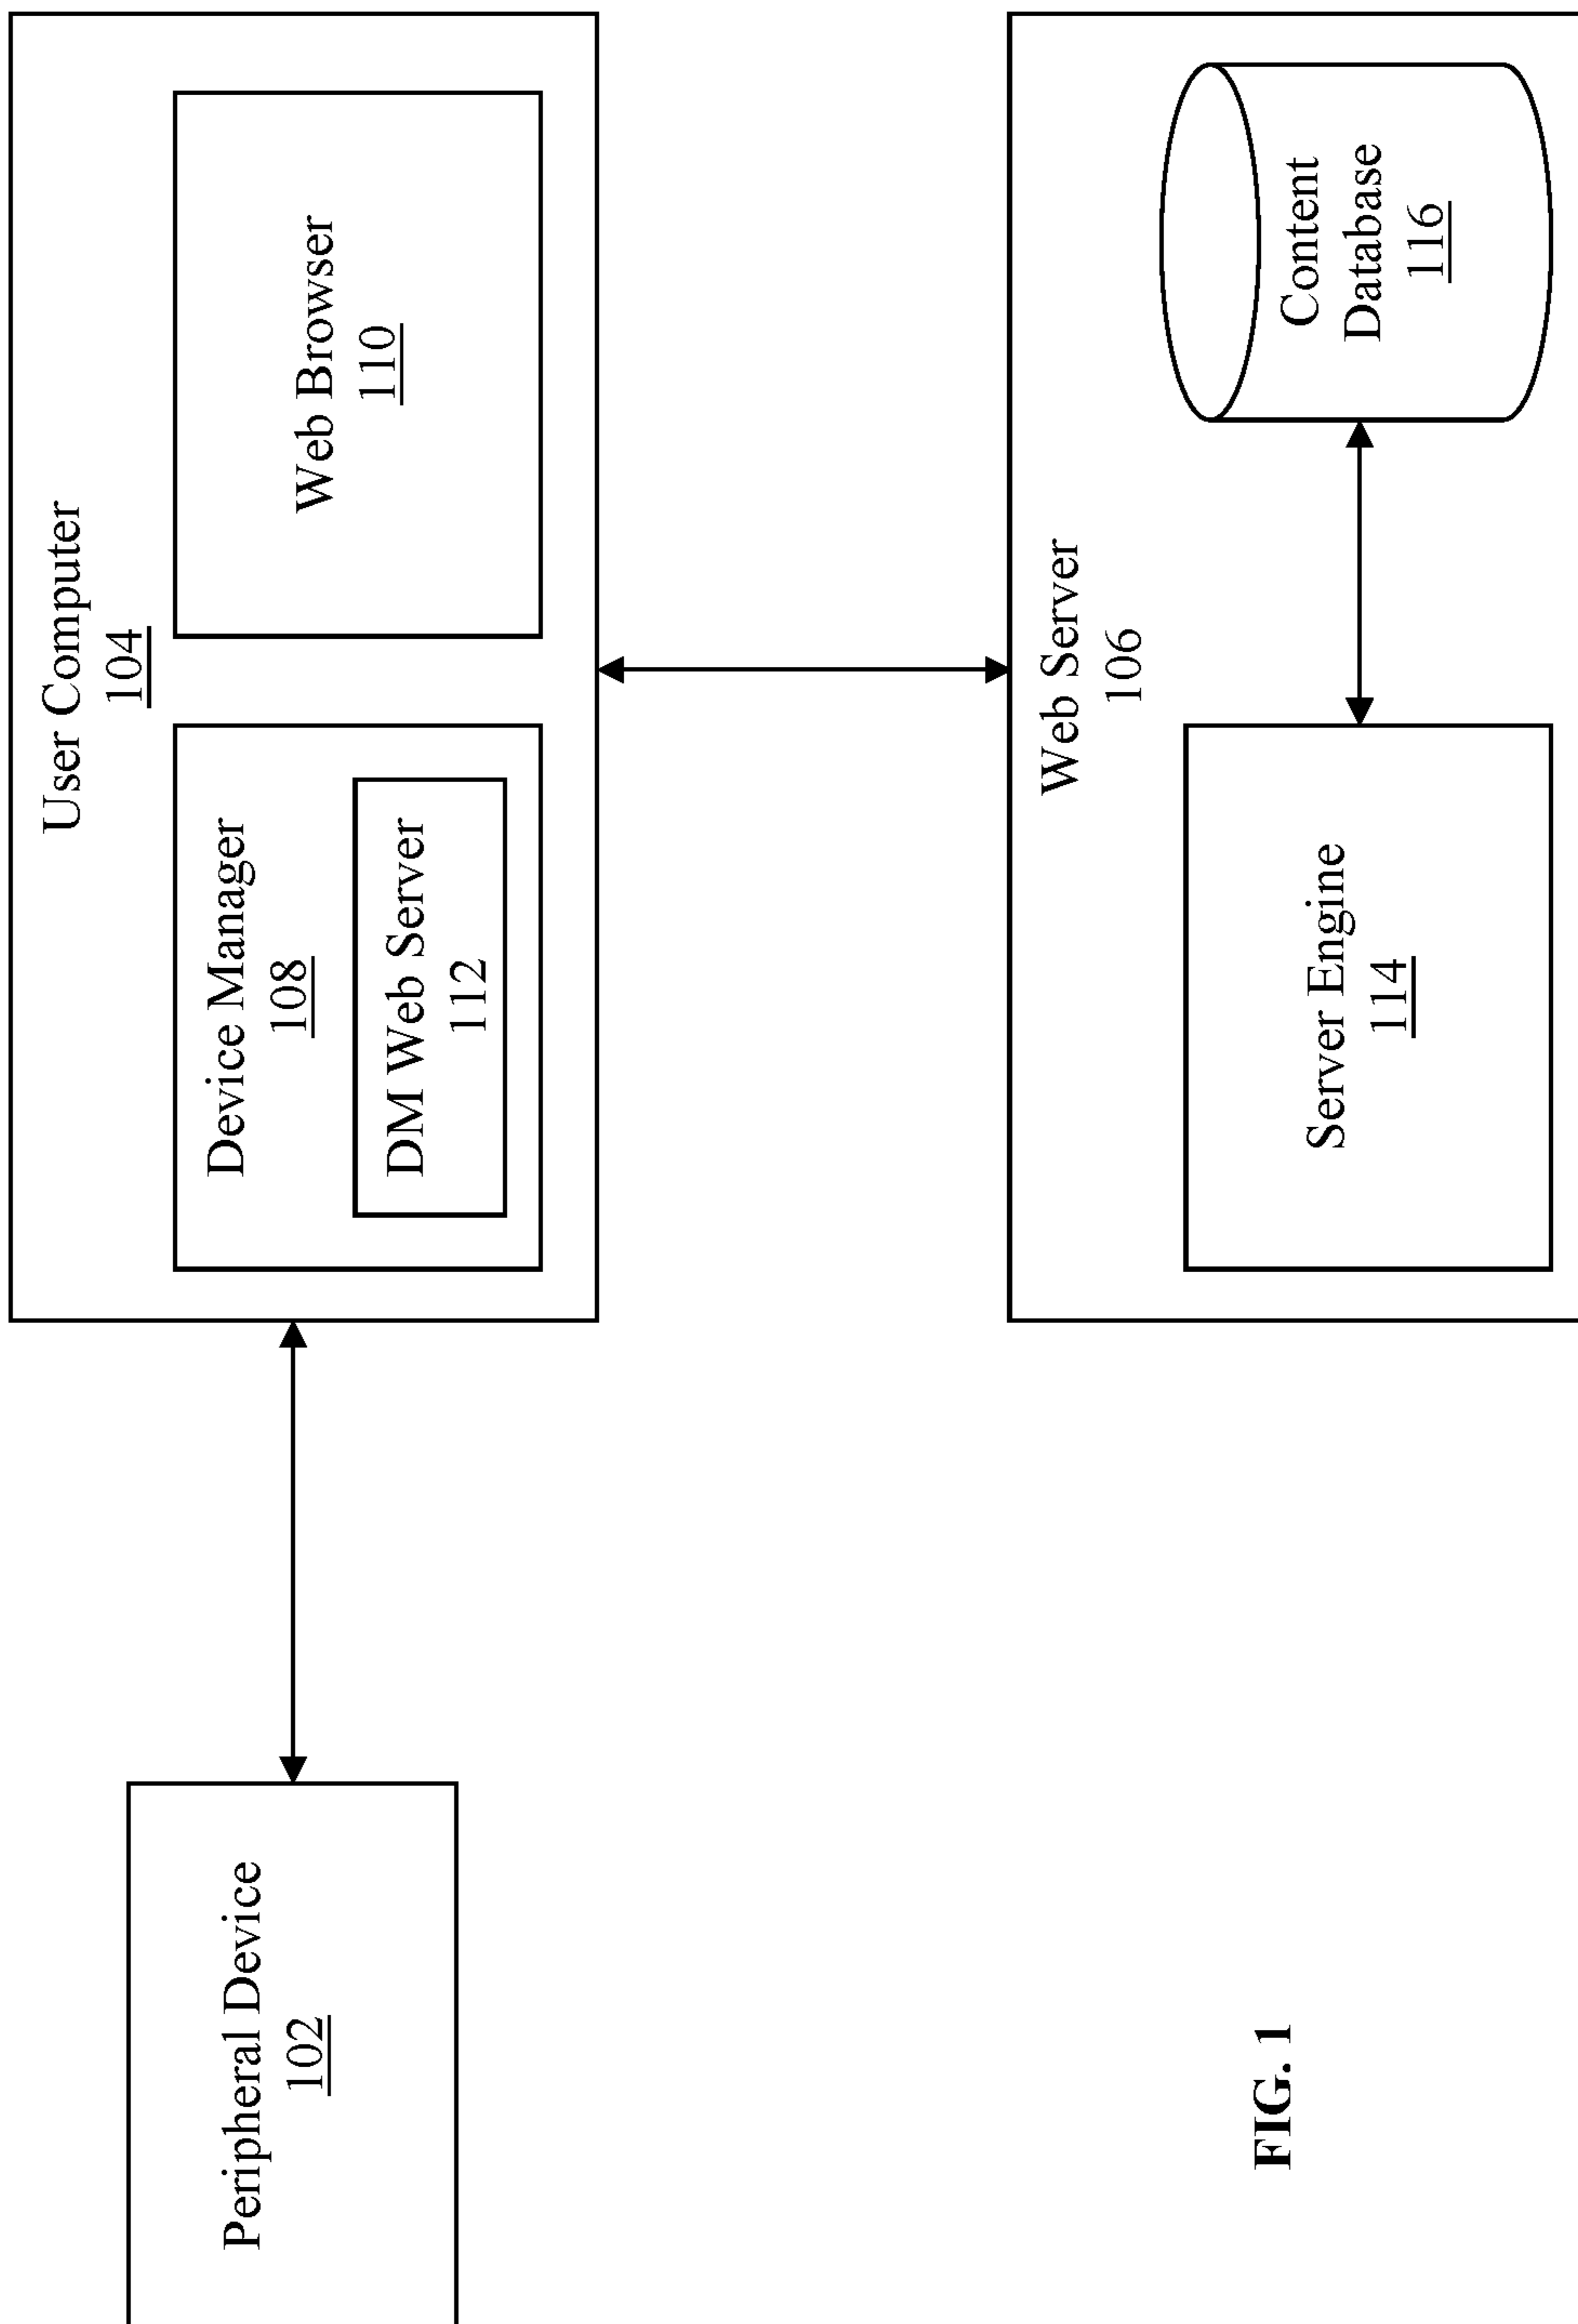 User Computer
104
Device Manager
108
DM Web Server
112
Web Browser
110
Peripheral Device
102
Web Server
106
Server Engine
114
Content
Database
116
FIG. 1